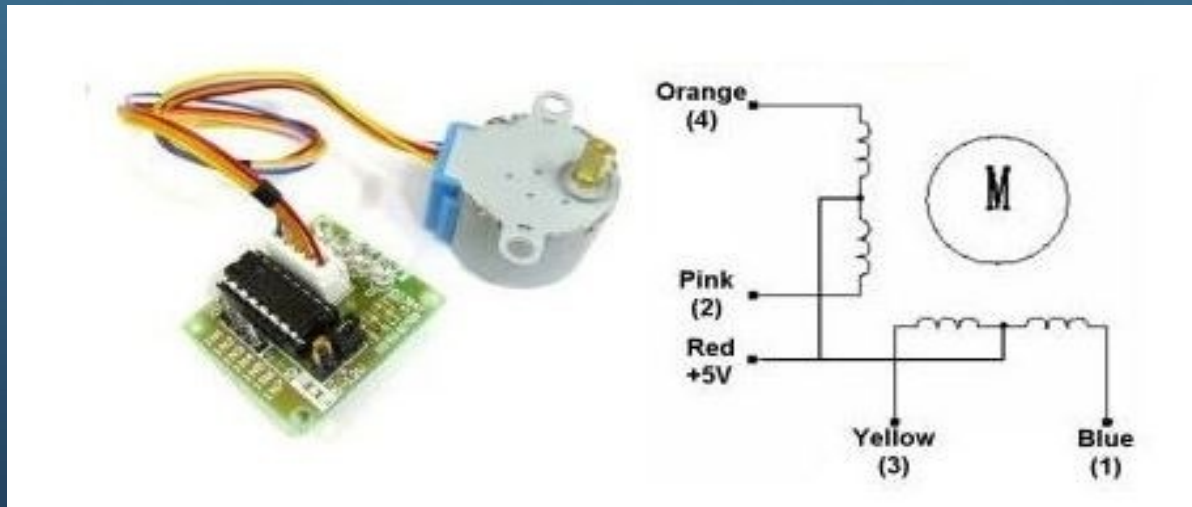 Orange
(4)
M
Pink
(2)
Red
+5V
Yellow
(3)
Blue
(1)